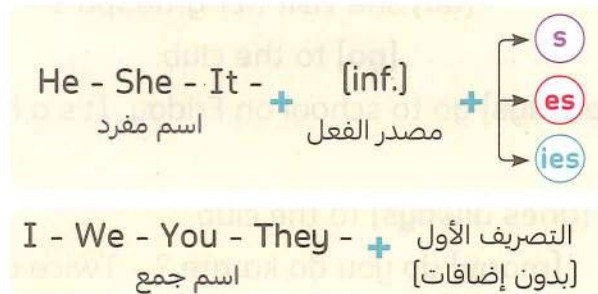 He - She - It - + [inf.] + s
اسم مفرد مصدر الفعل es
ies
I - We - You - They - + التصريف الأول
اسم جمع (بدون إضافات)